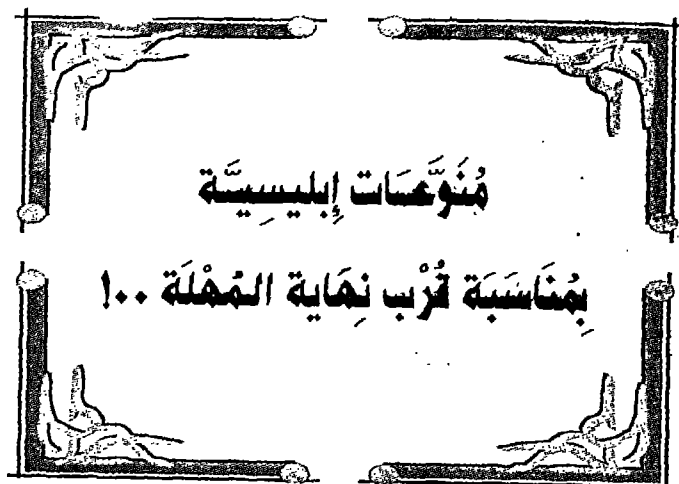 مُنَوَّعَات إِبليسِيَّة
بِمُنَاسَبَة قُرْب نِهَاية المُهْلَة ..!